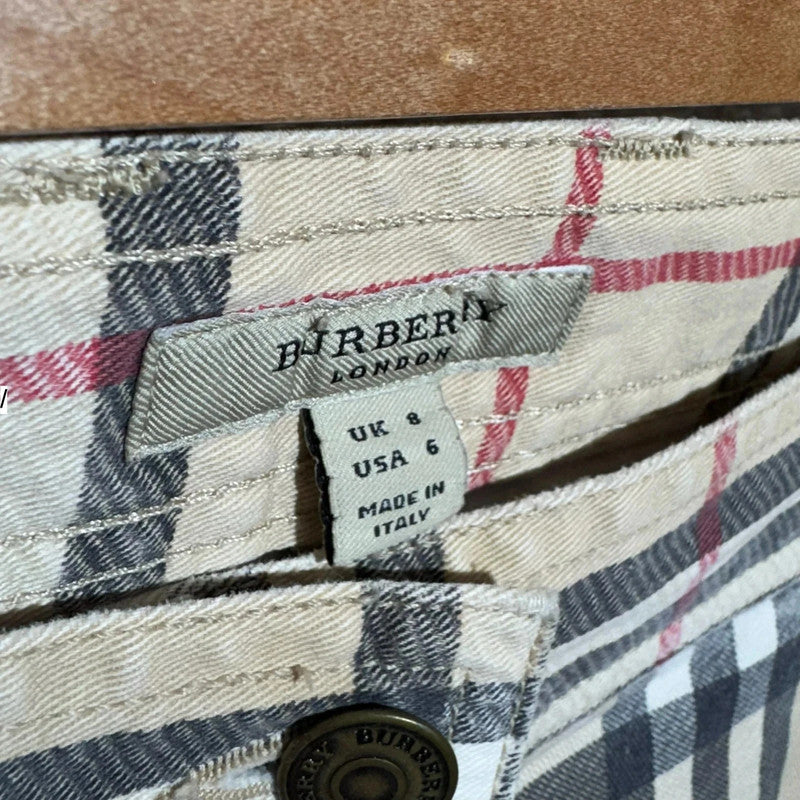 BURBERRY
LONDON
UK 8
USA 6
MADE IN
ITALY
BURBERRY